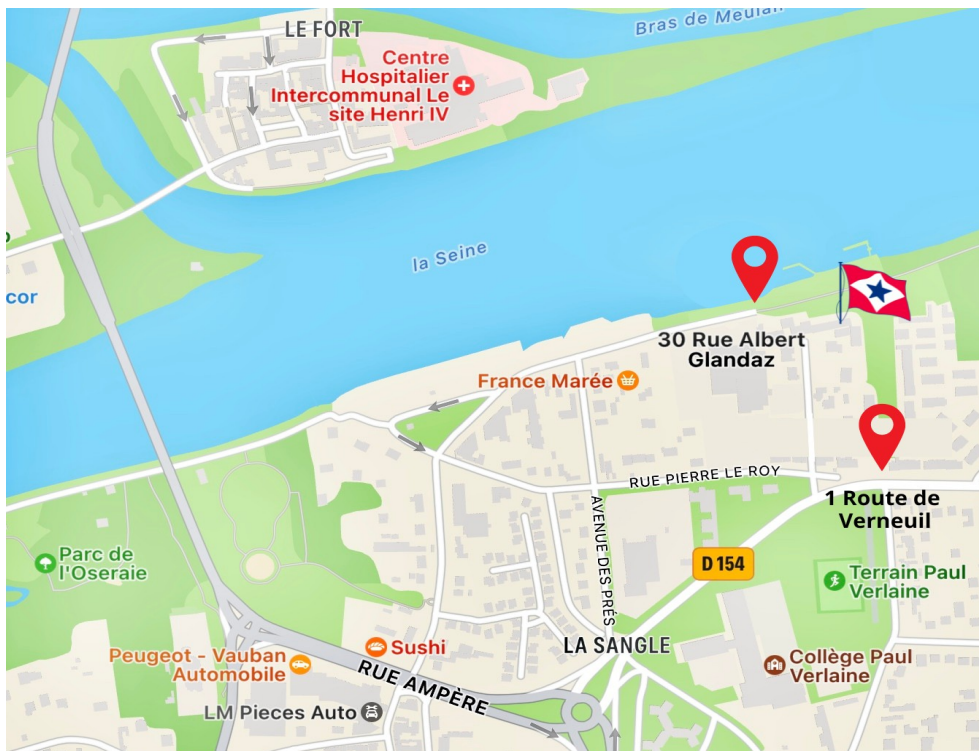 LE FORT
Bras de Meulan
Centre
Hospitalier
Intercommunal Le
site Henri IV
la Seine
cor
30 Rue Albert
Glandaz
France Marée
RUE PIERRE LE ROY
1 Route de
Verneuil
AVENUE DES PRÉS
D 154
Parc de
l'Oseraie
Terrain Paul
Verlaine
Sushi
LA SANGLE
Peugeot - Vauban
Automobile
RUE AMPÈRE
Collège Paul
Verlaine
LM Pieces Auto